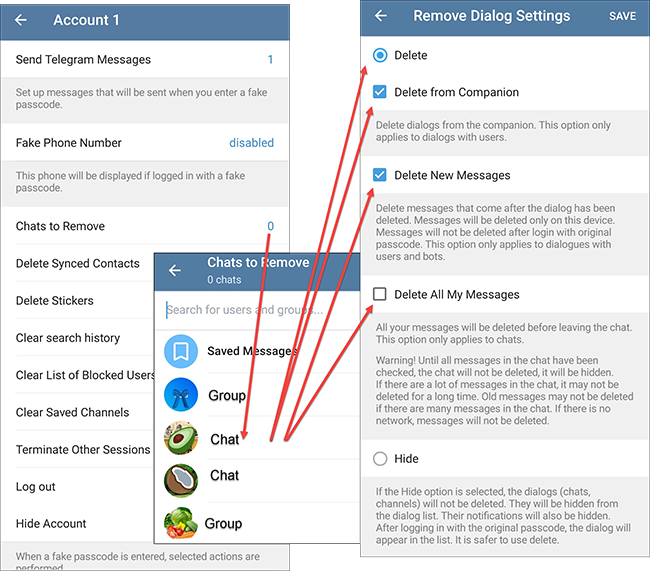 Account 1
Send Telegram Messages 1
Set up messages that will be sent when you enter a fake
passcode.
Fake Phone Number disabled
This phone will be displayed if logged in with a fake
passcode.
Chats to Remove 0
Delete Synced Contacts
Delete Stickers
Clear search history
Clear List of Blocked Users
Clear Saved Channels
Terminate Other Sessions
Log out
Hide Account
When a fake passcode is entered, selected actions are
performed
Chats to Remove
0 chats
Search for users and groups...
Saved Messages
Group
Chat
Chat
Group
Remove Dialog Settings SAVE
Delete
Delete from Companion
Delete dialogs from the companion. This option only
applies to dialogs with users.
Delete New Messages
Delete messages that come after the dialog has been
deleted. Messages will be deleted only on this device.
Messages will not be deleted after login with original
passcode. This option only applies to dialogues with
users and bots.
Delete All My Messages
All your messages will be deleted before leaving the chat.
This option only applies to chats.
Warning! Until all messages in the chat have been
checked, the chat will not be deleted, it will be hidden.
If there are a lot of messages in the chat, it may not be
deleted for a long time. Old messages may not be deleted
if there are many messages in the chat. If there is no
network, messages will not be deleted.
Hide
If the Hide option is selected, the dialogs (chats,
channels) will not be deleted. They will be hidden from
the dialog list. Their notifications will also be hidden.
After logging in with the original passcode, the dialog will
appear in the list. It is safer to use delete.